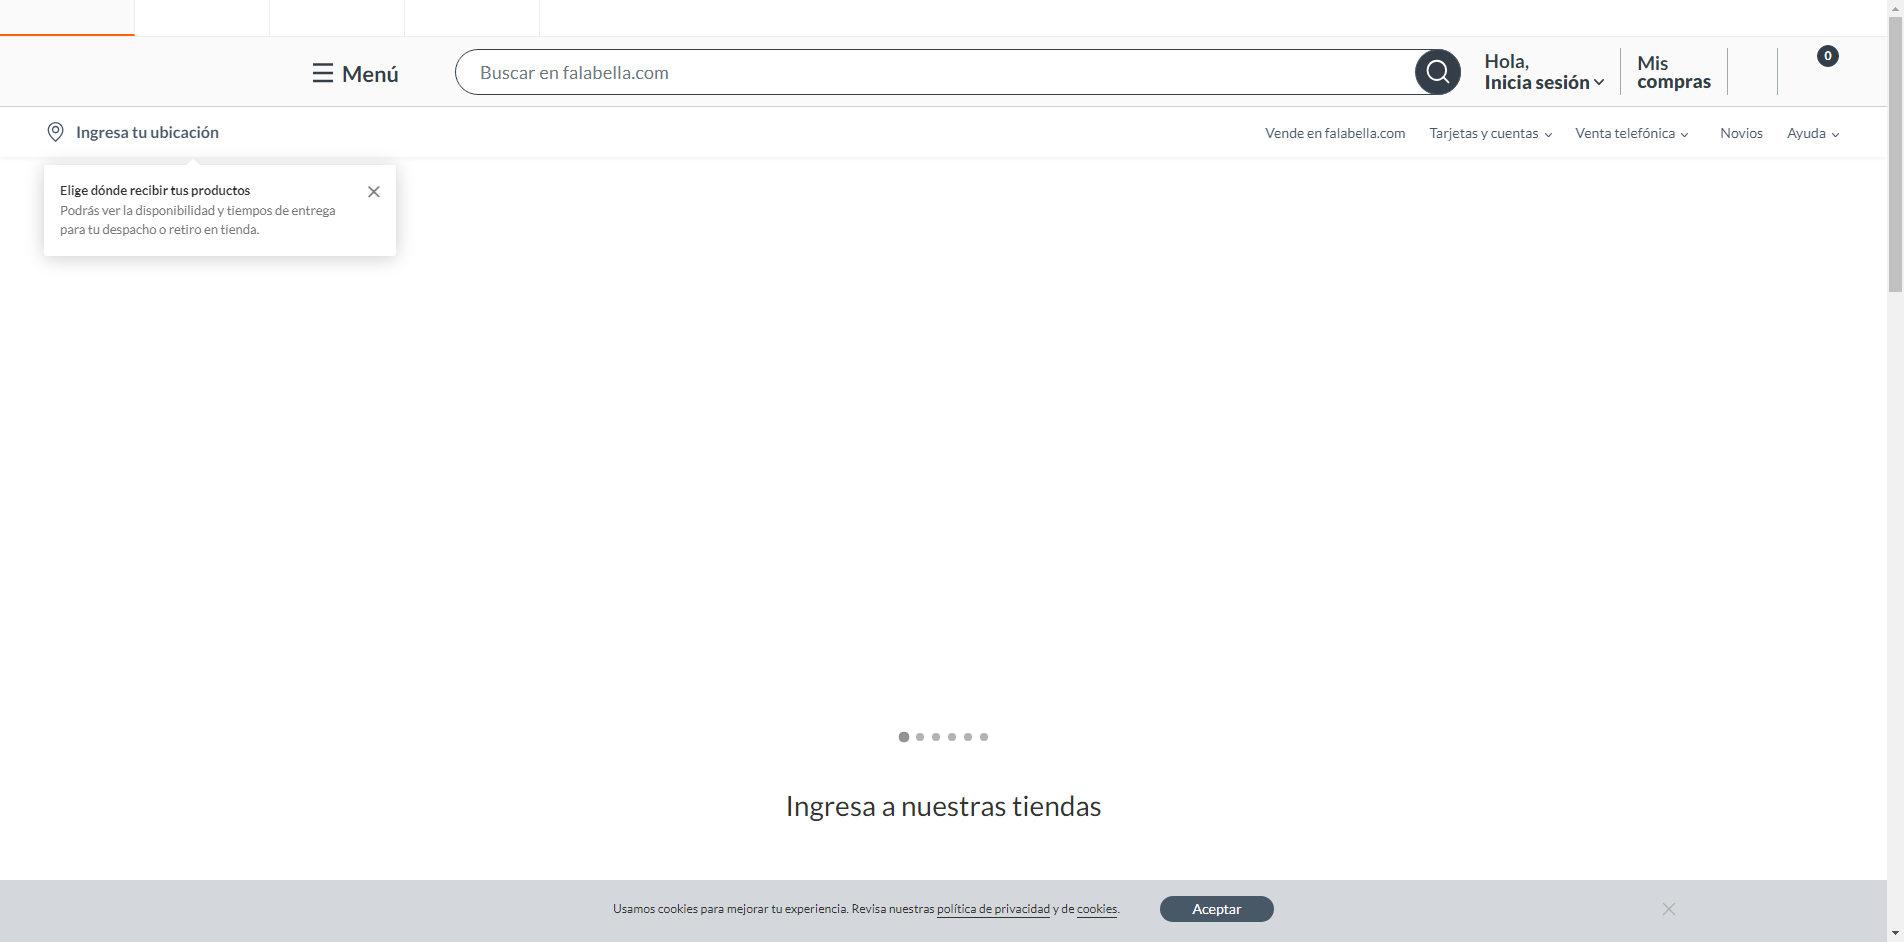 Menú
Buscar en falabella.com
Hola,
Inicia sesión
Mis
compras
0
Ingresa tu ubicación
Vende en falabella.com
Tarjetas y cuentas
Venta telefónica
Novios
Ayuda
Elige dónde recibir tus productos
Podrás ver la disponibilidad y tiempos de entrega
para tu despacho o retiro en tienda.
Ingresa a nuestras tiendas
Usamos cookies para mejorar tu experiencia. Revisa nuestras política de privacidad y de cookies.
Aceptar